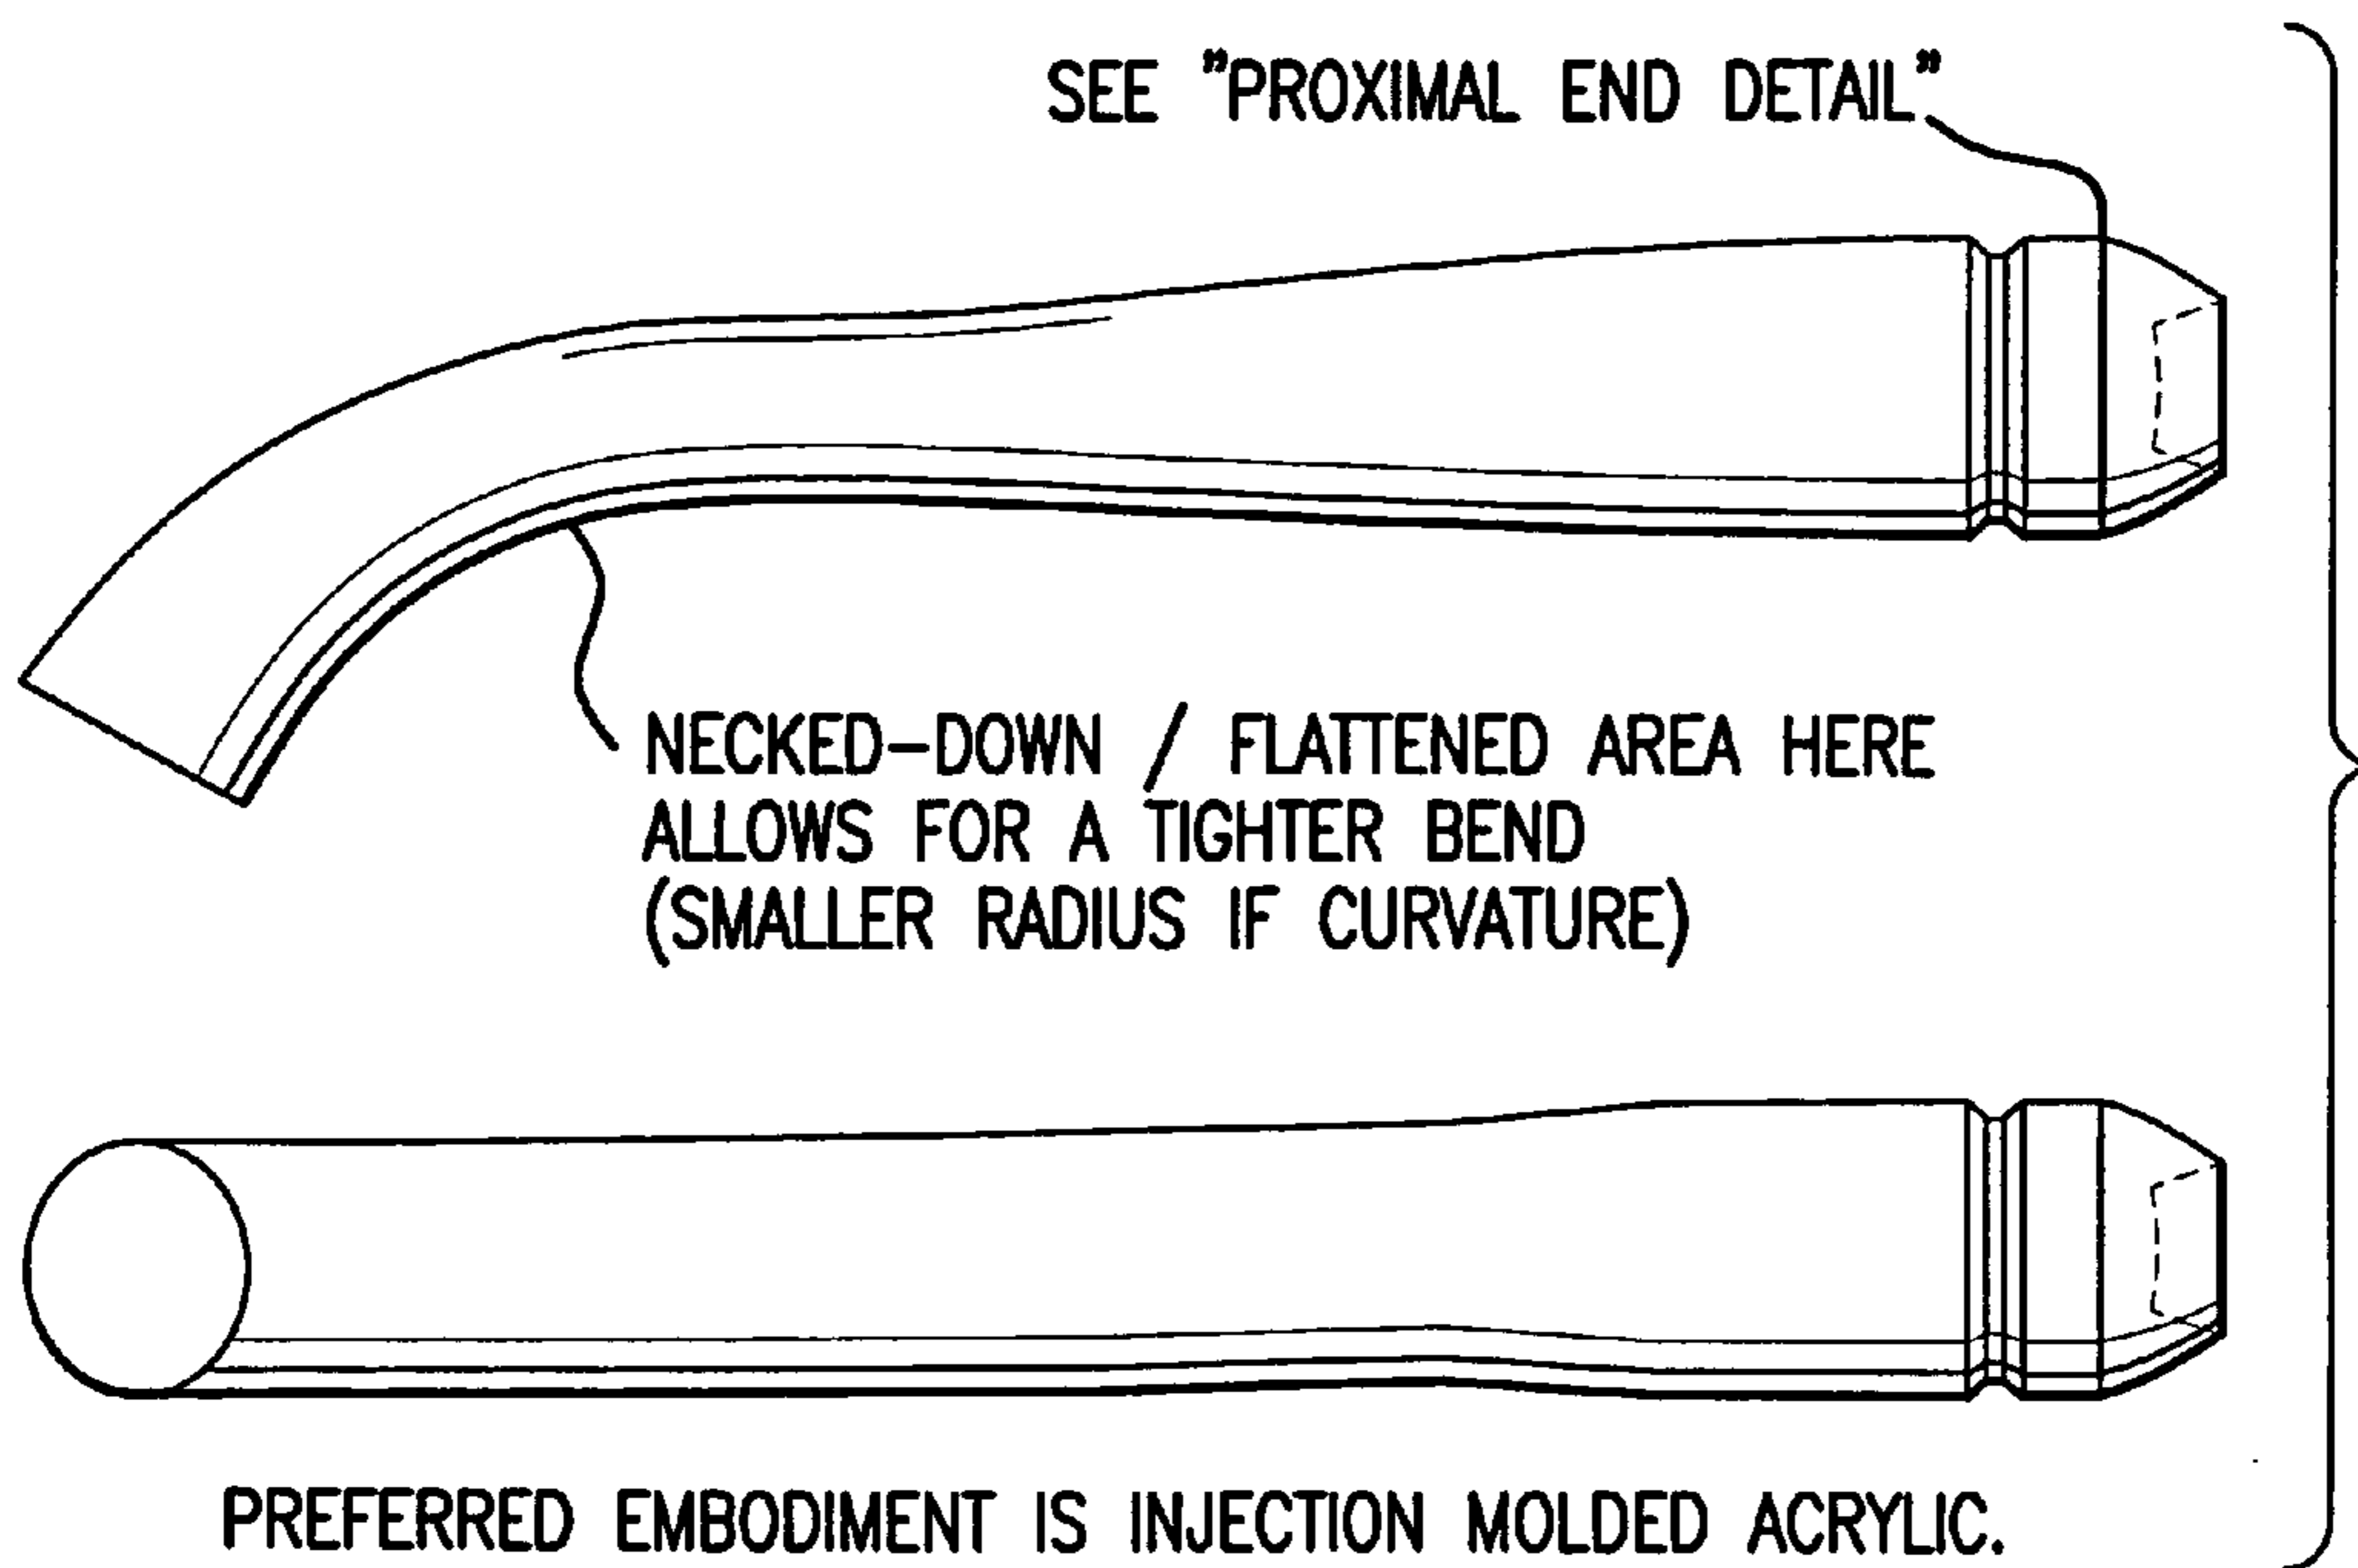 SEE "PROXIMAL END DETAIL"
NECKED-DOWN / FLATTENED AREA HERE
ALLOWS FOR A TIGHTER BEND
(SMALLER RADIUS IF CURVATURE)
PREFERRED EMBODIMENT IS INJECTION MOLDED ACRYLIC.